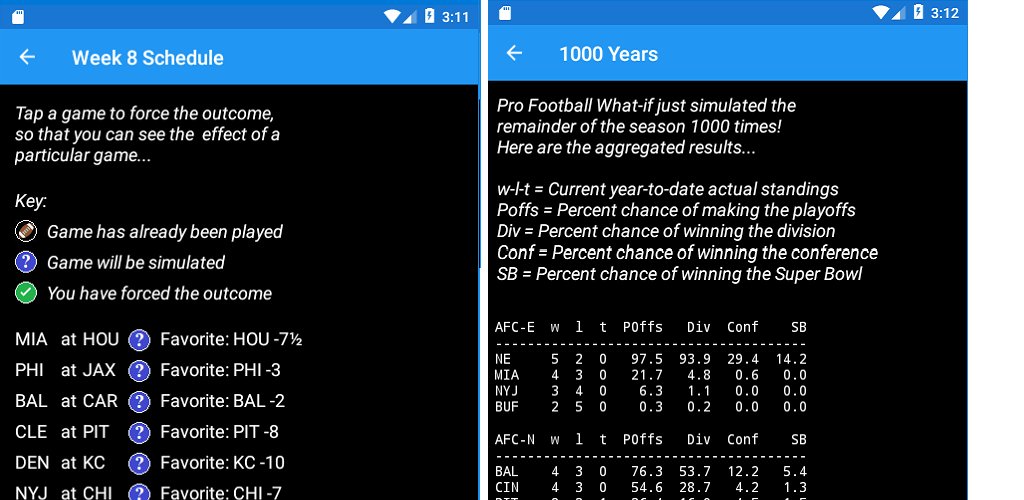 3:11
Week 8 Schedule
Tap a game to force the outcome,
so that you can see the effect of a
particular game...
Key:
Game has already been played
? Game will be simulated
You have forced the outcome
MIA at HOU ? Favorite: HOU -7½
PHI at JAX ? Favorite: PHI -3
BAL at CAR ? Favorite: BAL -2
CLE at PIT ? Favorite: PIT -8
DEN at KC ? Favorite: KC -10
NYJ at CHI ? Favorite: CHI -7
3:12
1000 Years
Pro Football What-if just simulated the
remainder of the season 1000 times!
Here are the aggregated results...
w-l-t = Current year-to-date actual standings
Poffs = Percent chance of making the playoffs
Div = Percent chance of winning the division
Conf = Percent chance of winning the conference
SB = Percent chance of winning the Super Bowl
AFC-E w l t POffs Div Conf SB
---------------------------------------
NE 5 2 0 97.5 93.9 29.4 14.2
MIA 4 3 0 21.7 4.8 0.6 0.0
NYJ 3 4 0 6.3 1.1 0.0 0.0
BUF 2 5 0 0.3 0.2 0.0 0.0
AFC-N w l t POffs Div Conf SB
---------------------------------------
BAL 4 3 0 76.3 53.7 12.2 5.4
CIN 4 3 0 54.6 28.7 4.2 1.3